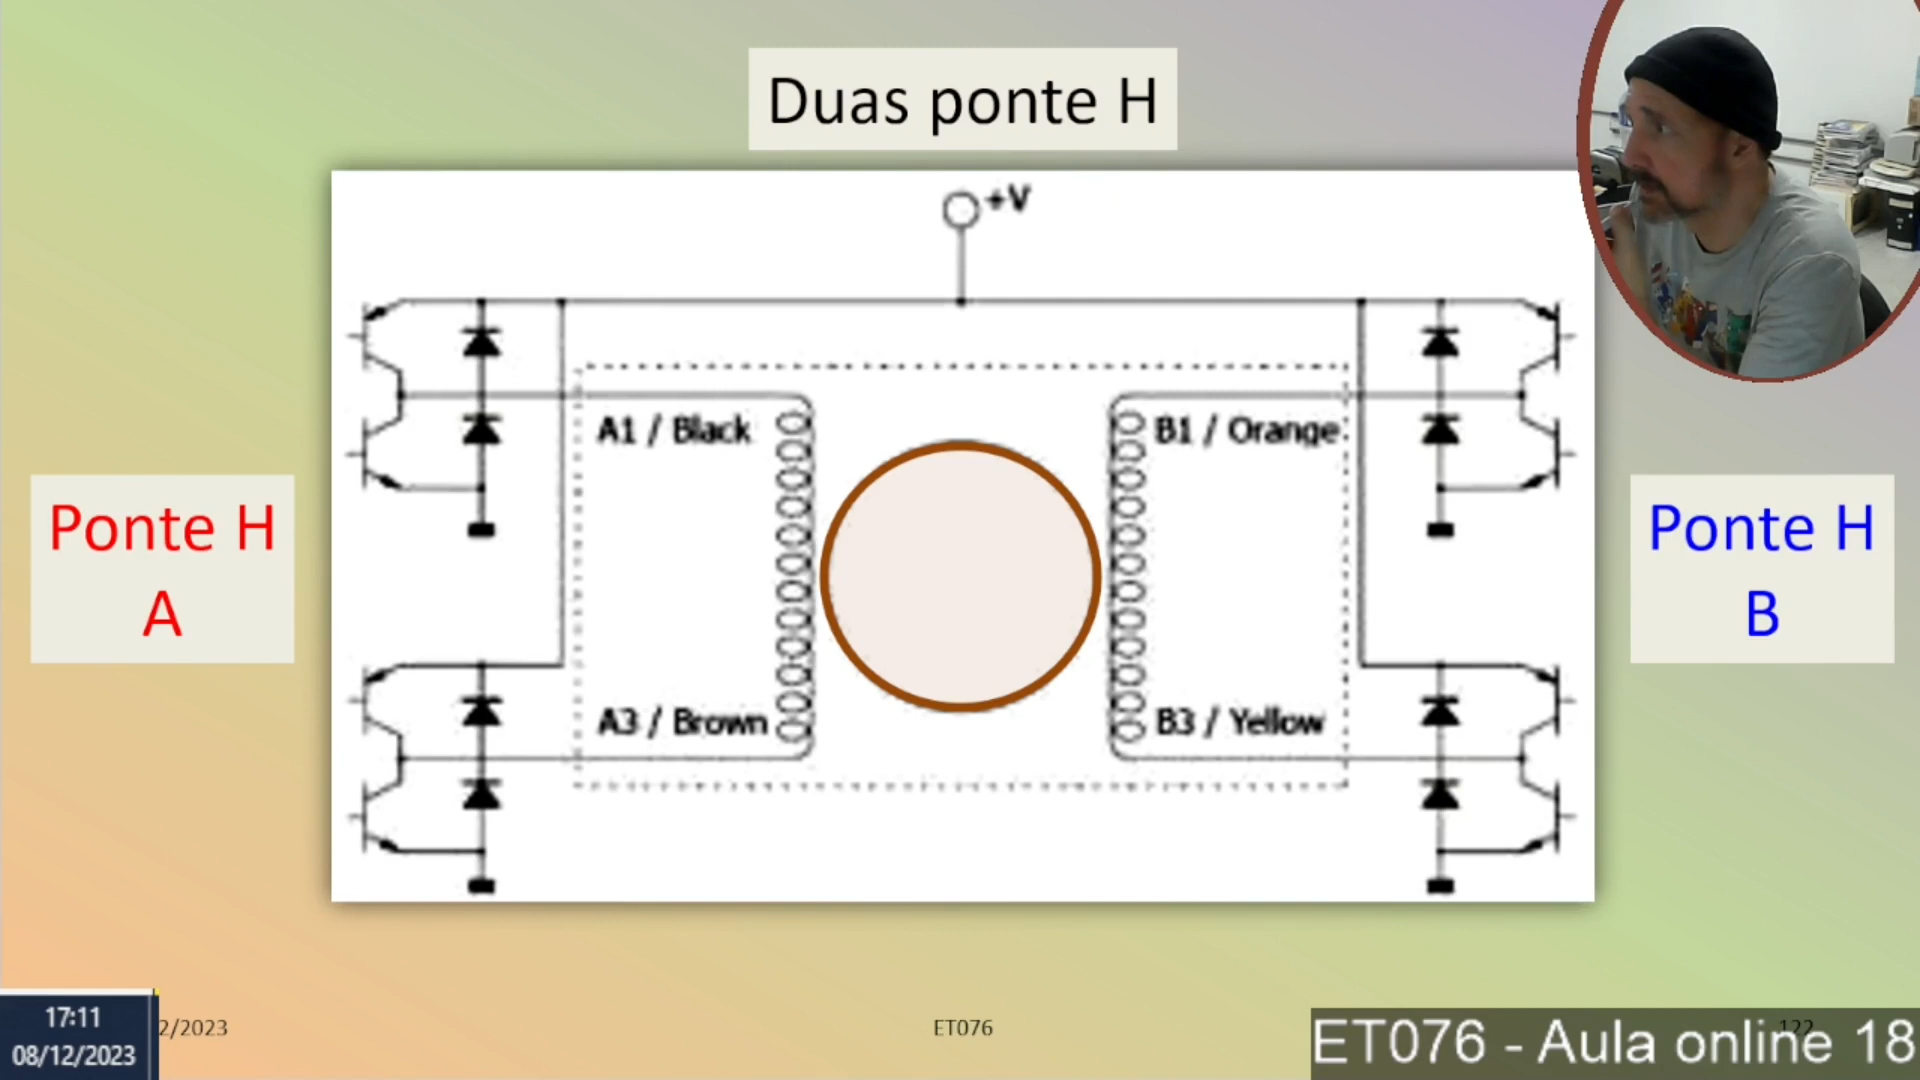 Duas ponte H
+V
A1 / Black
B1 / Orange
Ponte H
A
Ponte H
B
A3 / Brown
B3 / Yellow
17:11
08/12/2023
2/2023
ET076
122
ET076 - Aula online 18